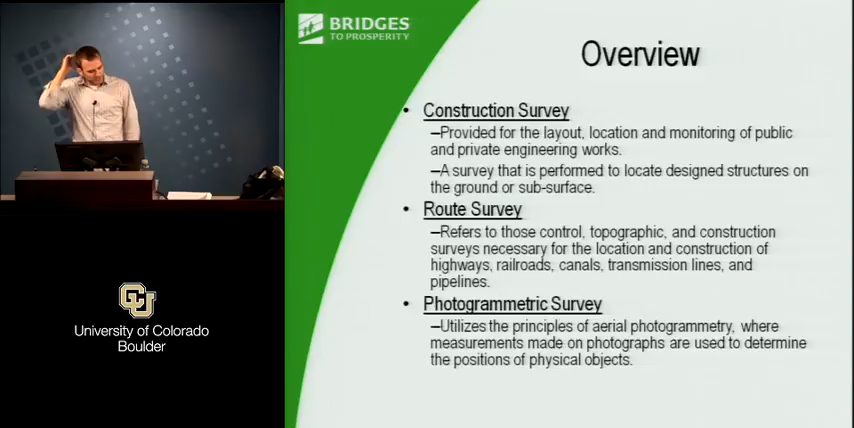 BRIDGES
TO PROSPERITY
Overview
• Construction Survey
–Provided for the layout, location and monitoring of public
and private engineering works.
–A survey that is performed to locate designed structures on
the ground or sub-surface.
• Route Survey
–Refers to those control, topographic, and construction
surveys necessary for the location and construction of
highways, railroads, canals, transmission lines, and
pipelines.
• Photogrammetric Survey
–Utilizes the principles of aerial photogrammetry, where
measurements made on photographs are used to determine
the positions of physical objects.
CU
University of Colorado
Boulder